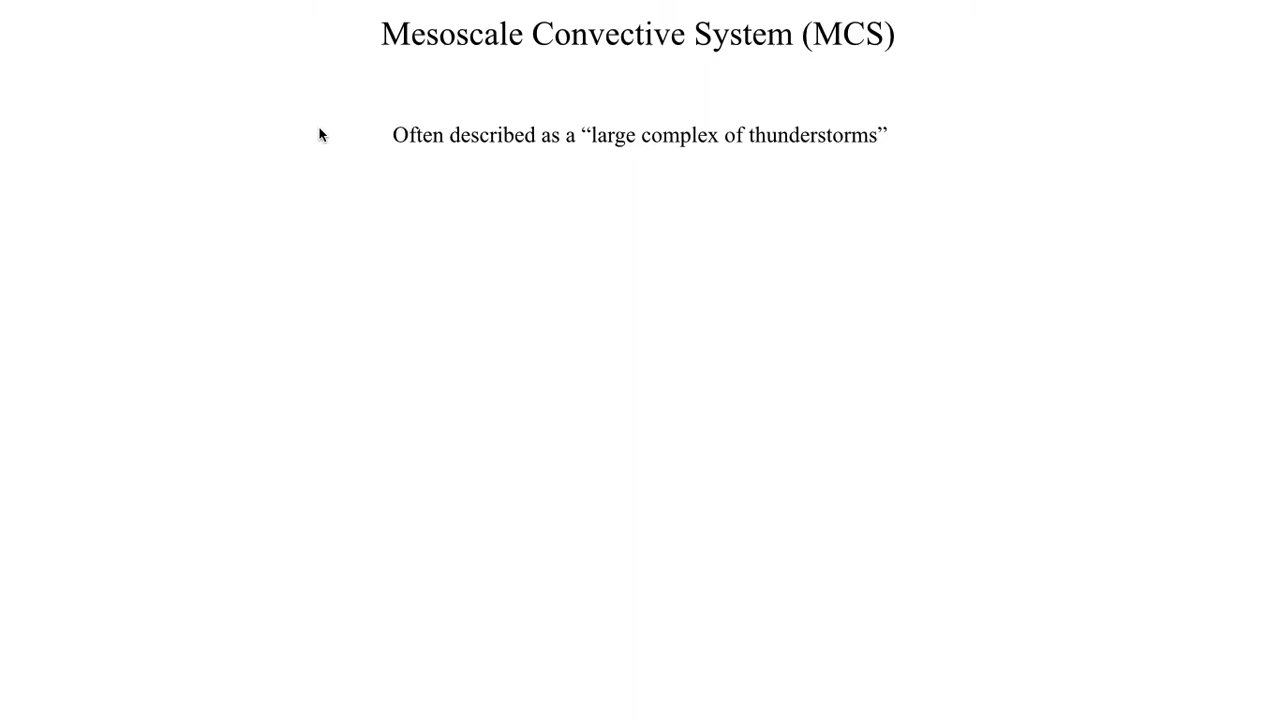 Mesoscale Convective System (MCS)
Often described as a “large complex of thunderstorms”